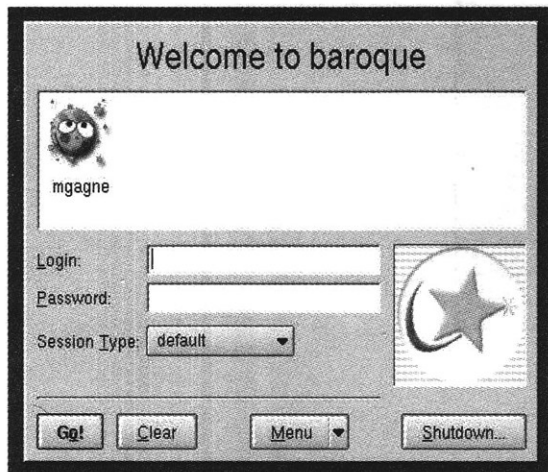 Welcome to baroque
mgagne
Login:
Password:
Session Type: default
Go! Clear Menu Shutdown...